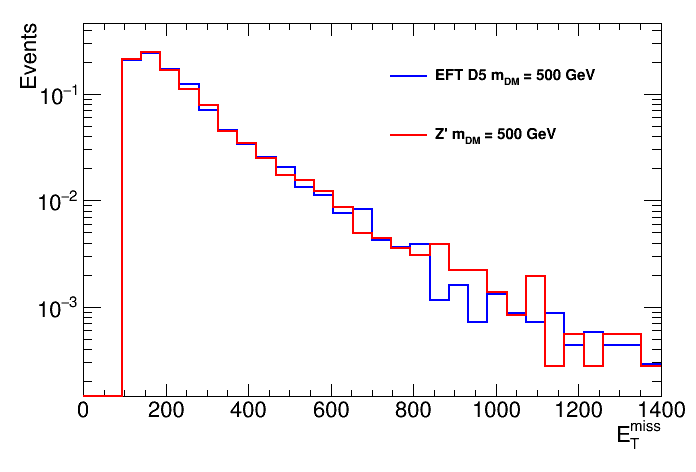 Events
10⁻¹
10⁻²
10⁻³
EFT D5 m_DM = 500 GeV
Z' m_DM = 500 GeV
0 200 400 600 800 1000 1200 1400
E_T^miss